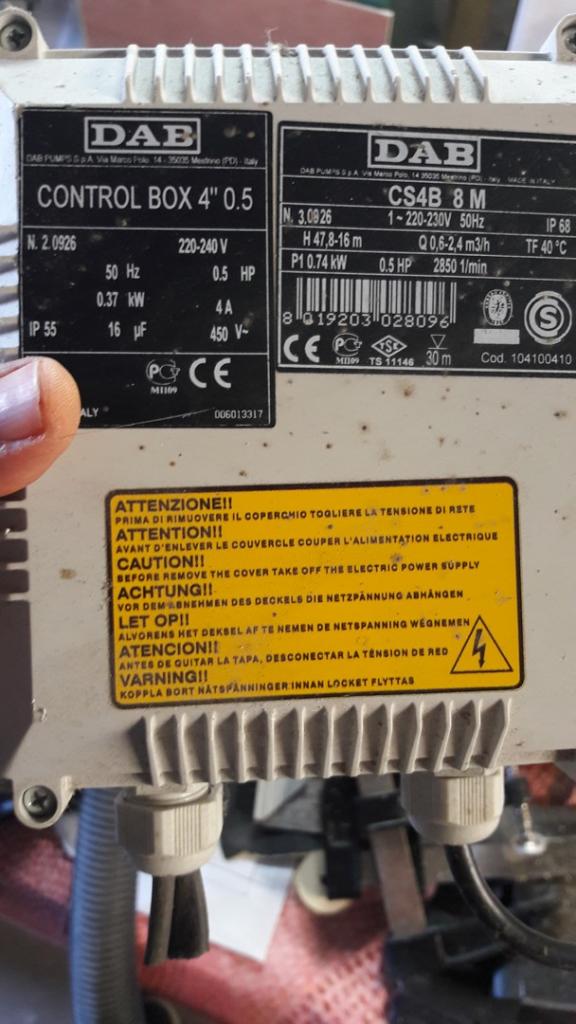 DAB
DAB PUMPS S.p.A. Via Marco Polo, 14 - 35035 Mestrino (PD) - Italy
CONTROL BOX 4" 0.5
N. 2.0926 220-240 V
50 Hz 0.5 HP
0.37 kW 4 A
IP 55 16 µF 450 V~
PC CE
МП09
ALY 006013317
DAB
DAB PUMPS S.p.A. Via Marco Polo, 14 - 35035 Mestrino (PD) - Italy MADE IN ITALY
CS4B 8 M
N. 3.0926 1 ~ 220-230V 50Hz IP 68
H 47,8-16 m Q 0,6-2,4 m3/h TF 40 °C
P1 0.74 kW 0.5 HP 2850 1/min
8 019203 028096
S
CE PC TSE 30 m
МП09 TS 11146 Cod. 104100410
ATTENZIONE!!
PRIMA DI RIMUOVERE IL COPERCHIO TOGLIERE LA TENSIONE DI RETE
ATTENTION!!
AVANT D'ENLEVER LE COUVERCLE COUPER L'ALIMENTATION ELECTRIQUE
CAUTION!!
BEFORE REMOVE THE COVER TAKE OFF THE ELECTRIC POWER SUPPLY
ACHTUNG!!
VOR DEM ABNEHMEN DES DECKELS DIE NETZPÄNNUNG ABHÄNGEN
LET OP!!
ALVORENS HET DEKSEL AF TE NEMEN DE NETSPANNING WEGNEMEN
ATENCION!!
ANTES DE QUITAR LA TAPA, DESCONECTAR LA TENSION DE RED
VARNING!!
KOPPLA BORT NÄTSPÄNNINGER INNAN LOCKET FLYTTAS